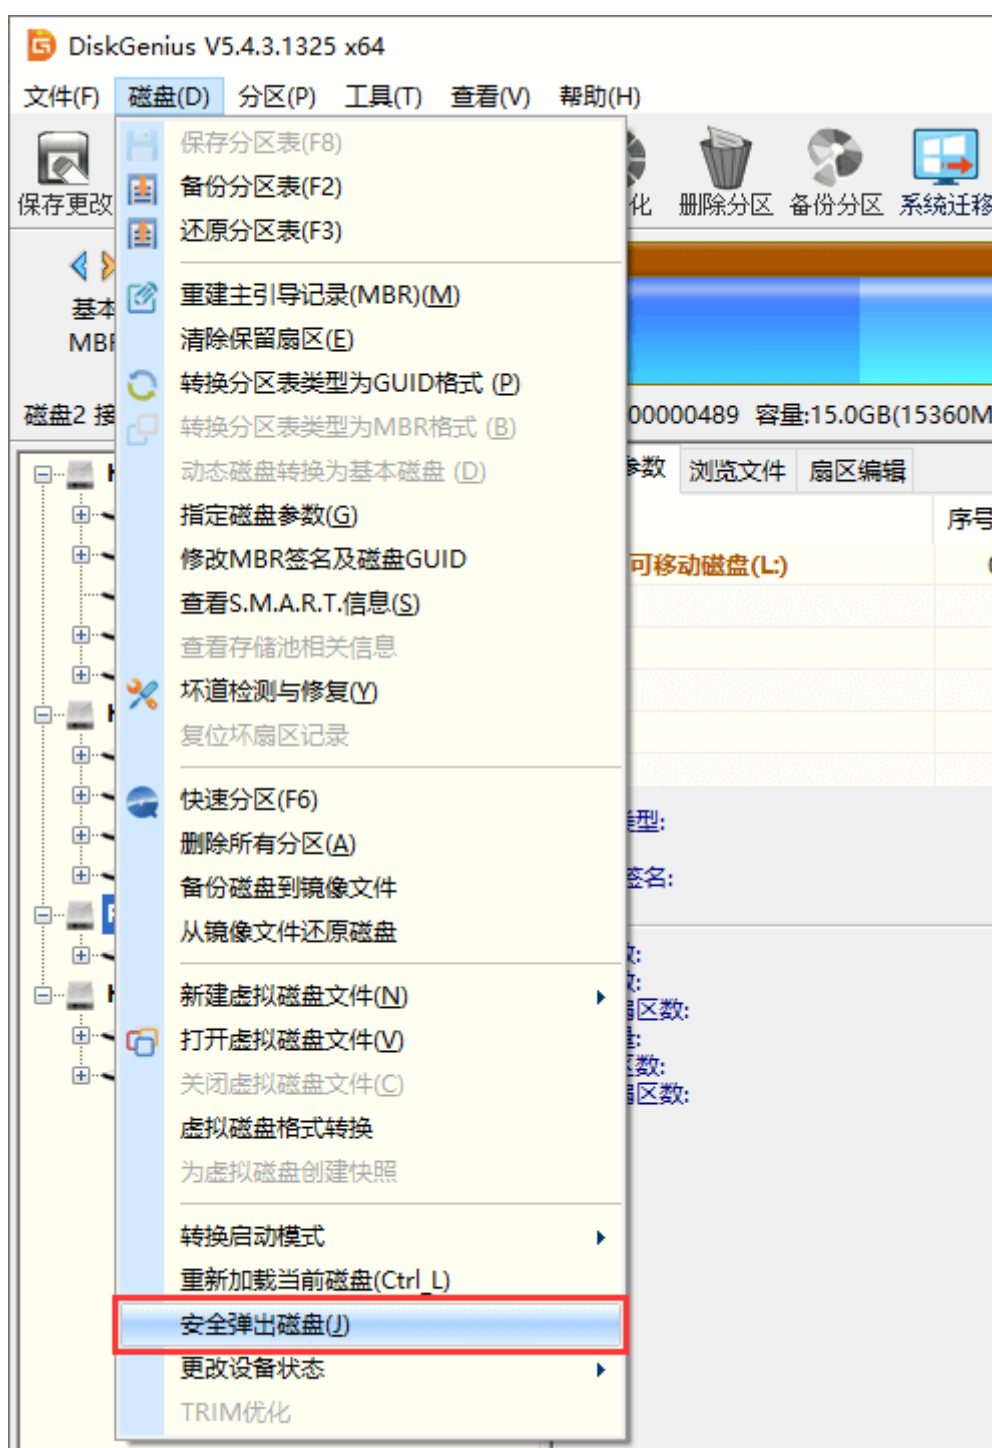 DiskGenius V5.4.3.1325 x64
文件(F) 磁盘(D) 分区(P) 工具(T) 查看(V) 帮助(H)
保存更改 化 删除分区 备份分区 系统迁移
保存分区表(F8)
备份分区表(F2)
还原分区表(F3)
基本
MBR
重建主引导记录(MBR)(M)
清除保留扇区(E)
转换分区表类型为GUID格式 (P)
转换分区表类型为MBR格式 (B)
动态磁盘转换为基本磁盘 (D)
指定磁盘参数(G)
修改MBR签名及磁盘GUID
查看S.M.A.R.T.信息(S)
查看存储池相关信息
坏道检测与修复(Y)
复位坏扇区记录
快速分区(F6)
删除所有分区(A)
备份磁盘到镜像文件
从镜像文件还原磁盘
新建虚拟磁盘文件(N)
打开虚拟磁盘文件(V)
关闭虚拟磁盘文件(C)
虚拟磁盘格式转换
为虚拟磁盘创建快照
转换启动模式
重新加载当前磁盘(Ctrl_L)
安全弹出磁盘(J)
更改设备状态
TRIM优化
磁盘2 接 00000489 容量:15.0GB(15360M
参数 浏览文件 扇区编辑
序号
可移动磁盘(L:)
类型:
签名:
数:
数:
扇区数:
量:
区数:
扇区数: